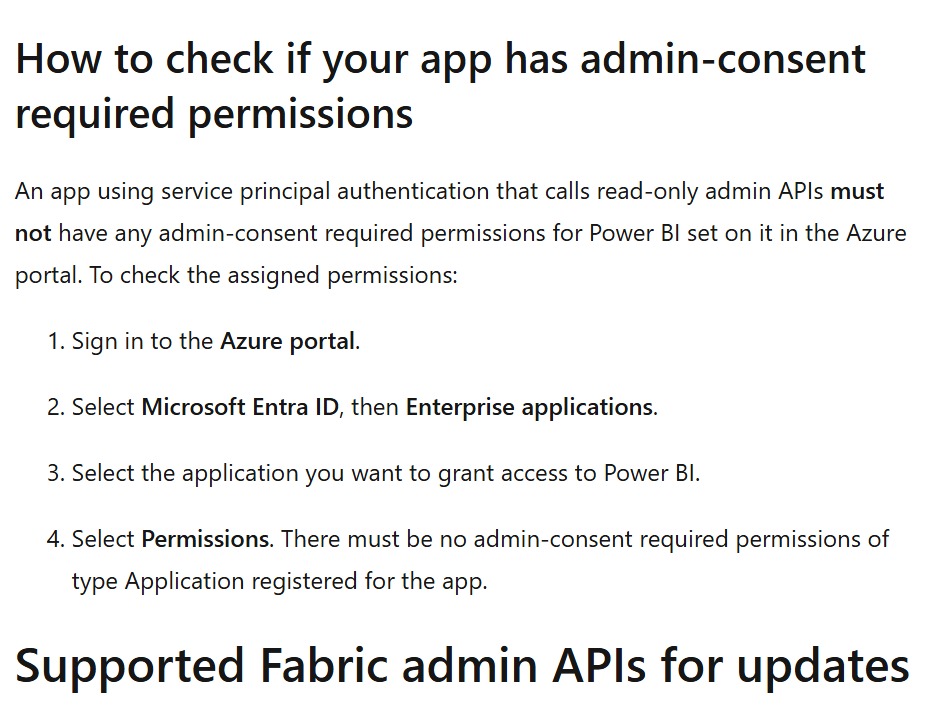 How to check if your app has admin-consent
required permissions
An app using service principal authentication that calls read-only admin APIs must
not have any admin-consent required permissions for Power BI set on it in the Azure
portal. To check the assigned permissions:
1. Sign in to the Azure portal.
2. Select Microsoft Entra ID, then Enterprise applications.
3. Select the application you want to grant access to Power BI.
4. Select Permissions. There must be no admin-consent required permissions of
type Application registered for the app.
Supported Fabric admin APIs for updates